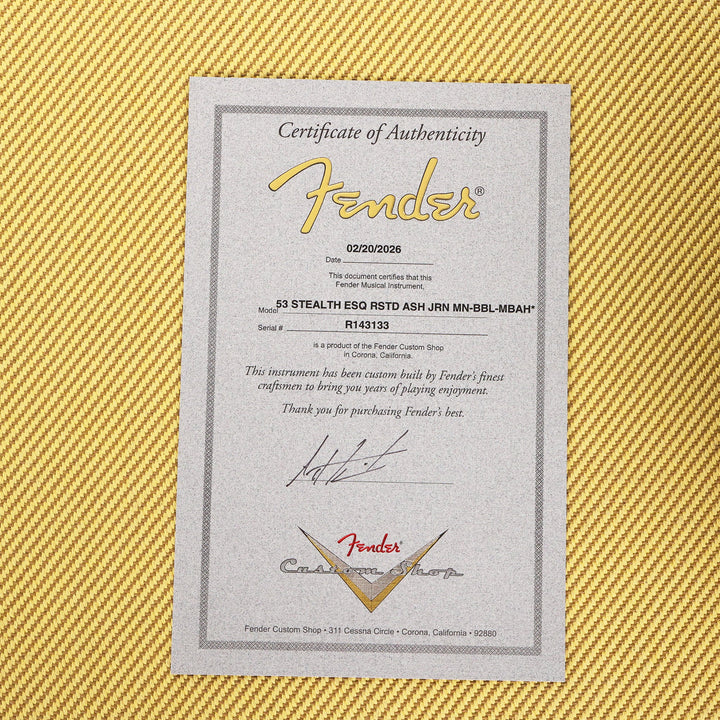 Certificate of Authenticity
Fender®
02/20/2026
Date
This document certifies that this
Fender Musical Instrument,
Model 53 STEALTH ESQ RSTD ASH JRN MN-BBL-MBAH*
Serial # R143133
is a product of the Fender Custom Shop
in Corona, California.
This instrument has been custom built by Fender's finest
craftsmen to bring you years of playing enjoyment.
Thank you for purchasing Fender's best.
Fender®
Custom Shop
Fender Custom Shop • 311 Cessna Circle • Corona, California • 92880